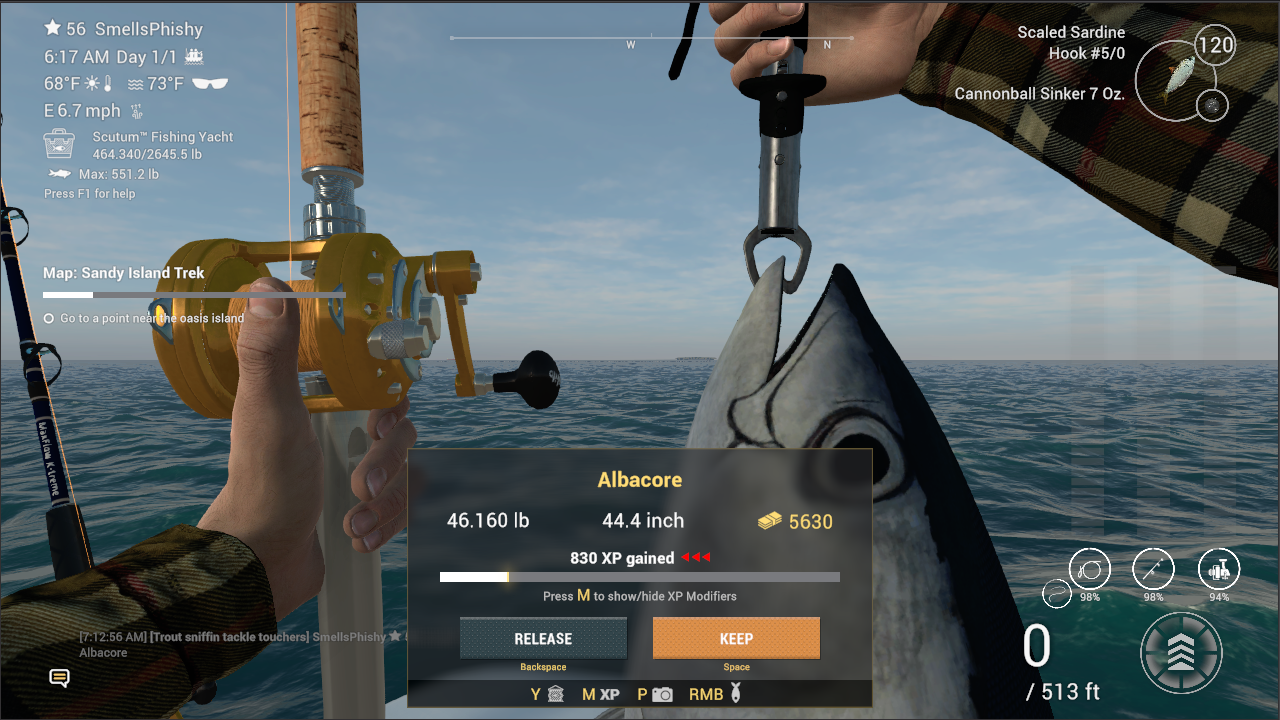 56 SmellsPhishy
6:17 AM Day 1/1
68°F 73°F
E 6.7 mph
Scutum™ Fishing Yacht
464.340/2645.5 lb
Max: 551.2 lb
Press F1 for help
Map: Sandy Island Trek
Go to a point near the oasis island
W
N
Scaled Sardine
Hook #5/0
120
Cannonball Sinker 7 Oz.
MaxFlaw K-treme
Albacore
46.160 lb 44.4 inch 5630
830 XP gained
Press M to show/hide XP Modifiers
RELEASE KEEP
Backspace Space
Y M XP P RMB
[7:12:56 AM] [Trout sniffin tackle touchers] SmellsPhishy
Albacore
98% 98% 94%
0
/ 513 ft